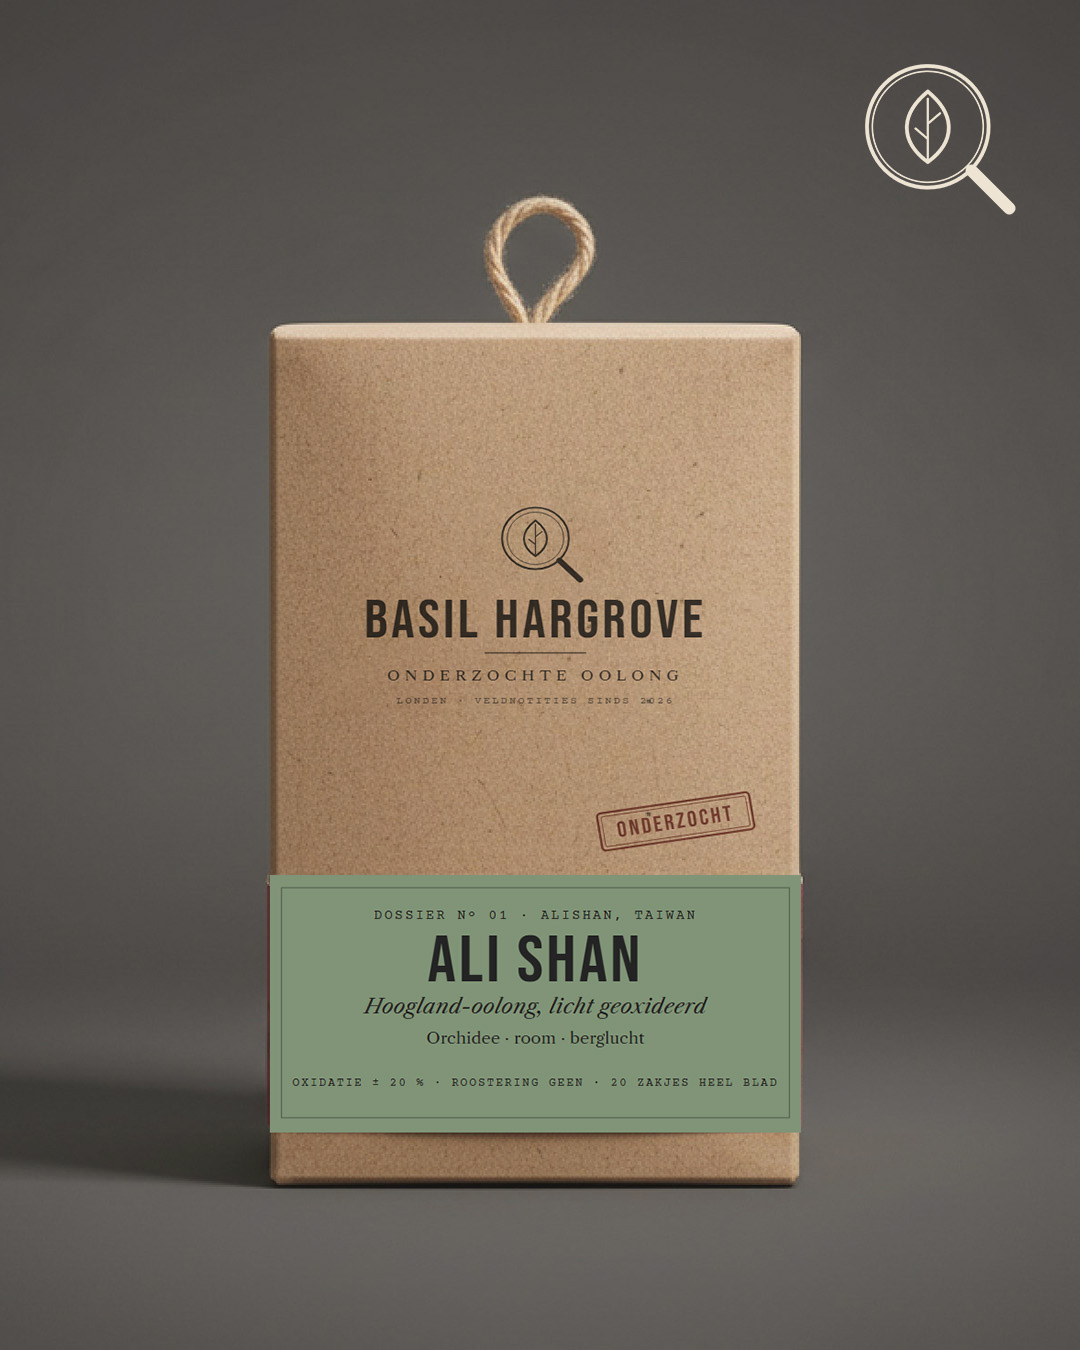 BASIL HARGROVE
ONDERZOCHTE OOLONG
LONDEN · VELDNOTITIES SINDS 2026
ONDERZOCHT
DOSSIER Nº 01 · ALISHAN, TAIWAN
ALI SHAN
Hoogland-oolong, licht geoxideerd
Orchidee · room · berglucht
OXIDATIE ± 20 % · ROOSTERING GEEN · 20 ZAKJES HEEL BLAD